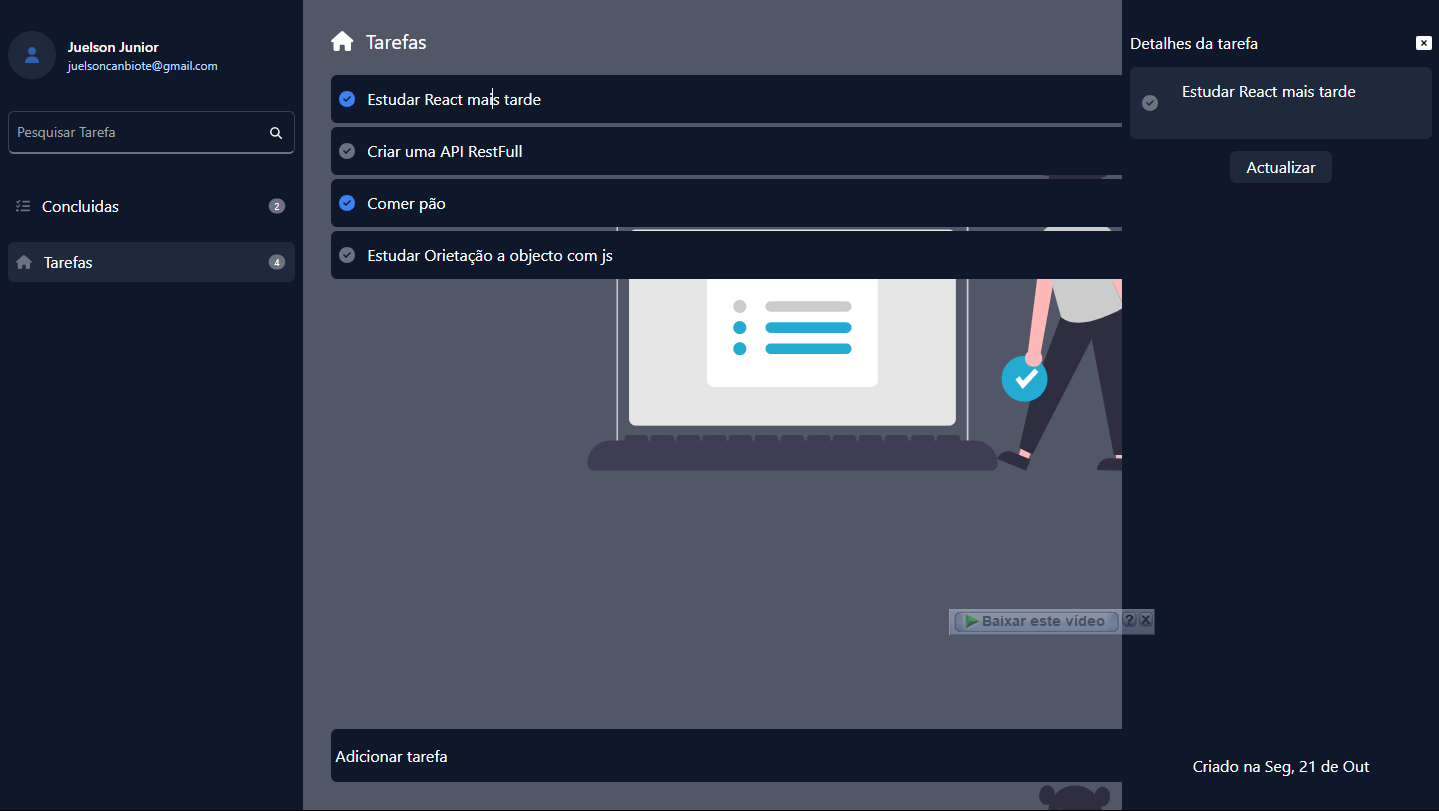 Juelson Junior
juelsoncanbiote@gmail.com
Pesquisar Tarefa
Concluidas
2
Tarefas
4
Tarefas
Estudar React mais tarde
Criar uma API RestFull
Comer pão
Estudar Orietação a objecto com js
Baixar este vídeo ? X
Adicionar tarefa
Detalhes da tarefa
Estudar React mais tarde
Actualizar
Criado na Seg, 21 de Out